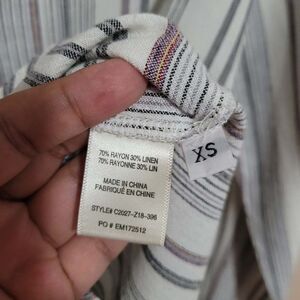 70% RAYON 30% LINEN
70% RAYONNE 30% LIN
MADE IN CHINA
FABRIQUÉ EN CHINE
STYLE# C2027-Z18-396
PO # EM172512
XS